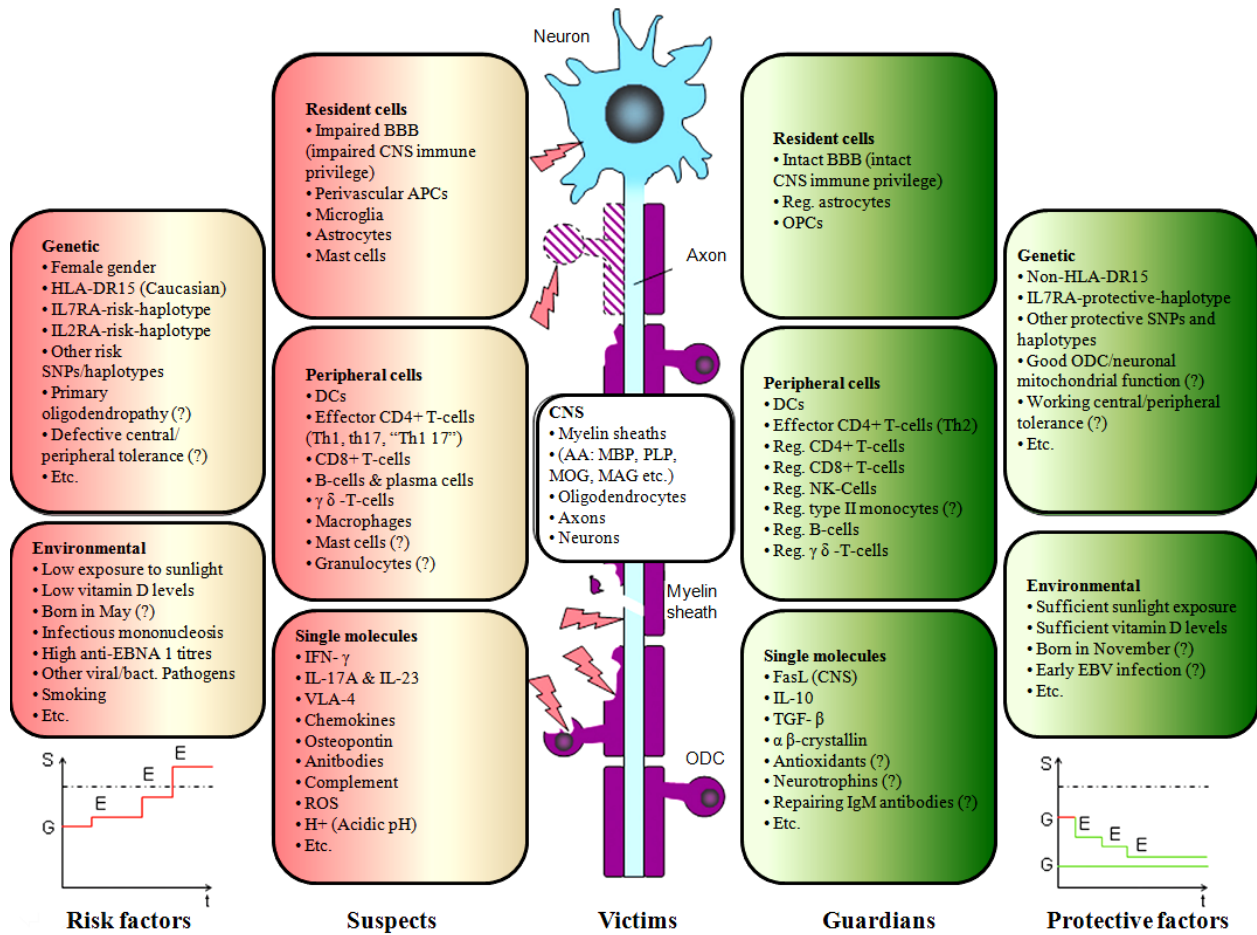 Neuron
Resident cells
• Impaired BBB
(impaired CNS immune
privilege)
• Perivascular APCs
• Microglia
• Astrocytes
• Mast cells
Resident cells
• Intact BBB (intact
CNS immune privilege)
• Reg. astrocytes
• OPCs
Genetic
• Female gender
• HLA-DR15 (Caucasian)
• IL7RA-risk-haplotype
• IL2RA-risk-haplotype
• Other risk
SNPs/haplotypes
• Primary
oligodendropathy (?)
• Defective central/
peripheral tolerance (?)
• Etc.
Axon
Genetic
• Non-HLA-DR15
• IL7RA-protective-haplotype
• Other protective SNPs and
haplotypes
• Good ODC/neuronal
mitochondrial function (?)
• Working central/peripheral
tolerance (?)
• Etc.
Peripheral cells
• DCs
• Effector CD4+ T-cells
(Th1, th17, “Th1 17”)
• CD8+ T-cells
• B-cells & plasma cells
• γ δ -T-cells
• Macrophages
• Mast cells (?)
• Granulocytes (?)
CNS
• Myelin sheaths
• (AA: MBP, PLP,
MOG, MAG etc.)
• Oligodendrocytes
• Axons
• Neurons
Peripheral cells
• DCs
• Effector CD4+ T-cells (Th2)
• Reg. CD4+ T-cells
• Reg. CD8+ T-cells
• Reg. NK-Cells
• Reg. type II monocytes (?)
• Reg. B-cells
• Reg. γ δ -T-cells
Environmental
• Low exposure to sunlight
• Low vitamin D levels
• Born in May (?)
• Infectious mononucleosis
• High anti-EBNA 1 titres
• Other viral/bact. Pathogens
• Smoking
• Etc.
Myelin
sheath
Environmental
• Sufficient sunlight exposure
• Sufficient vitamin D levels
• Born in November (?)
• Early EBV infection (?)
• Etc.
Single molecules
• IFN- γ
• IL-17A & IL-23
• VLA-4
• Chemokines
• Osteopontin
• Anitbodies
• Complement
• ROS
• H+ (Acidic pH)
• Etc.
ODC
Single molecules
• FasL (CNS)
• IL-10
• TGF- β
• α β-crystallin
• Antioxidants (?)
• Neurotrophins (?)
• Repairing IgM antibodies (?)
• Etc.
S
E
E
E
G
t
S
G
E
E
E
G
t
Risk factors
Suspects
Victims
Guardians
Protective factors